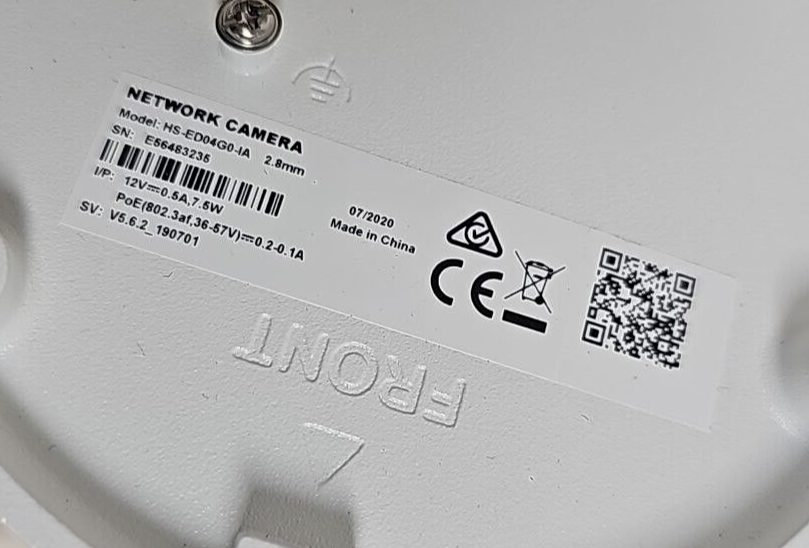 NETWORK CAMERA
Model: HS-ED04G0-IA 2.8mm
SN: E56483235
I/P: 12V⎓0.5A,7.5W
PoE(802.3af,36-57V)⎓0.2-0.1A
SV: V5.6.2_190701
07/2020
Made in China
CE
FRONT